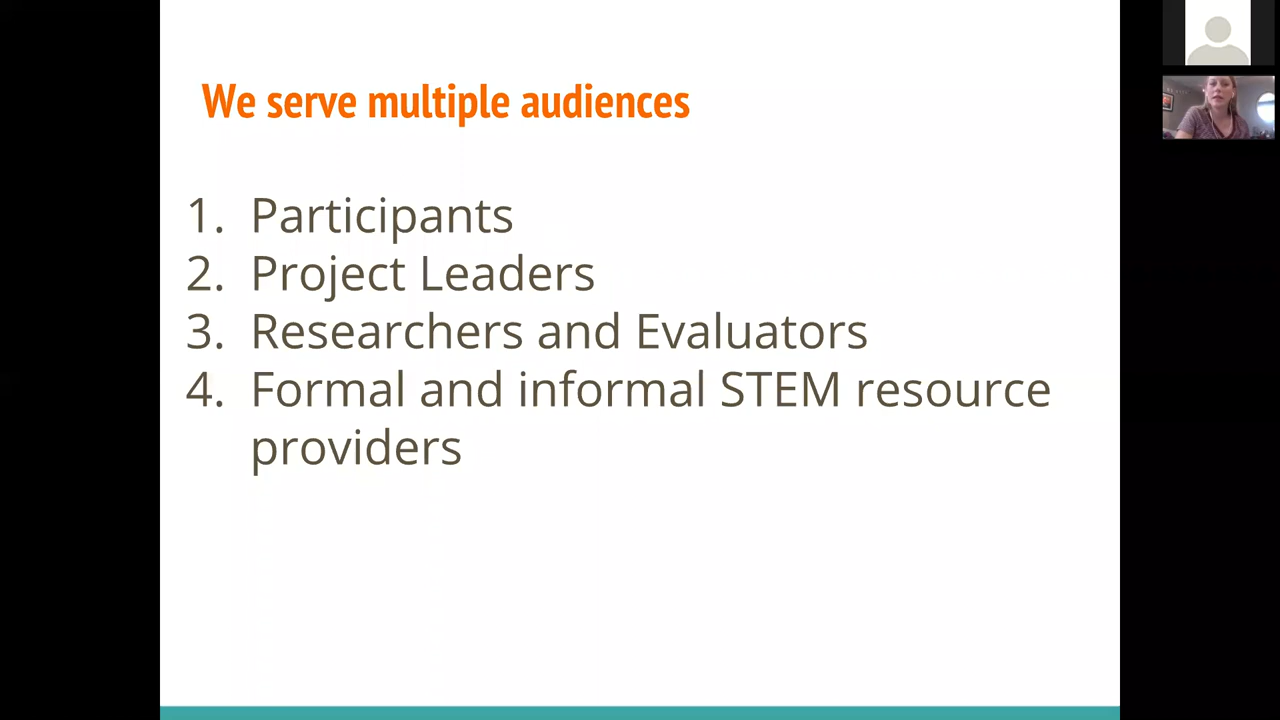 We serve multiple audiences
1. Participants
2. Project Leaders
3. Researchers and Evaluators
4. Formal and informal STEM resource
providers